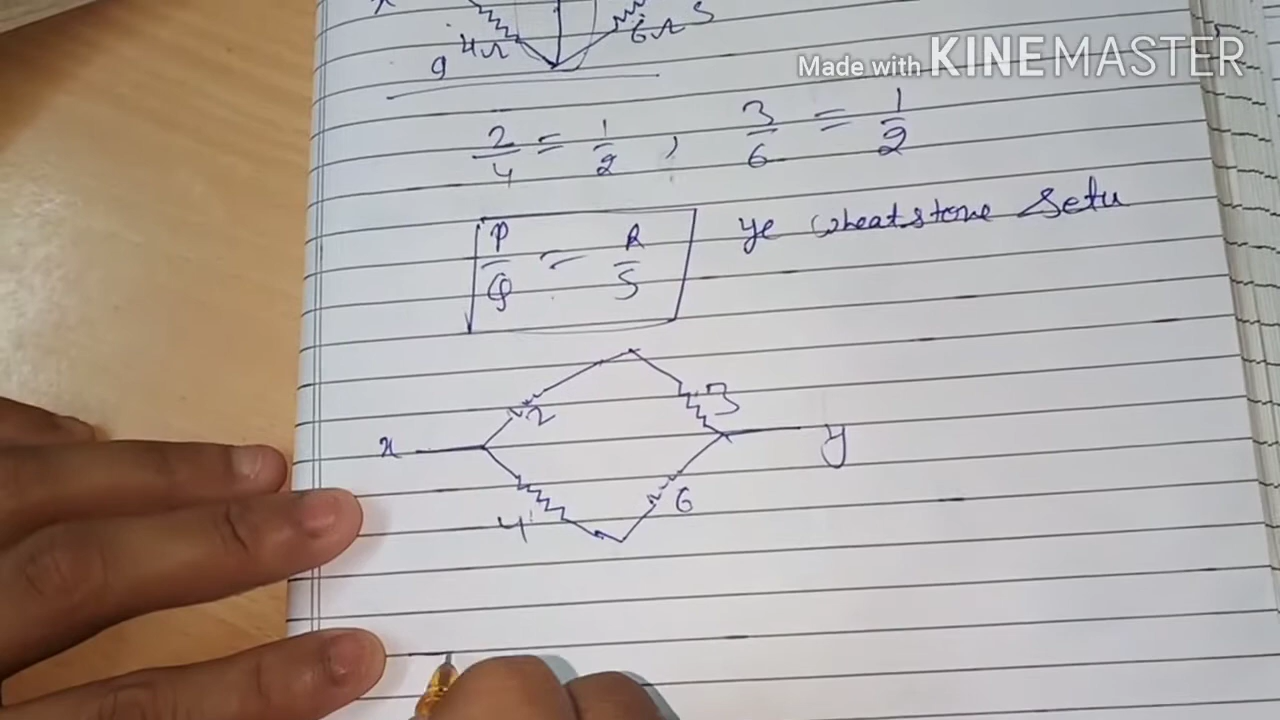 x
4Ω 6Ω S
q
Made with KINEMASTER
2/4 = 1/2 , 3/6 = 1/2
P/Q = R/S ye wheatstone Setu
2 3
x y
4 6